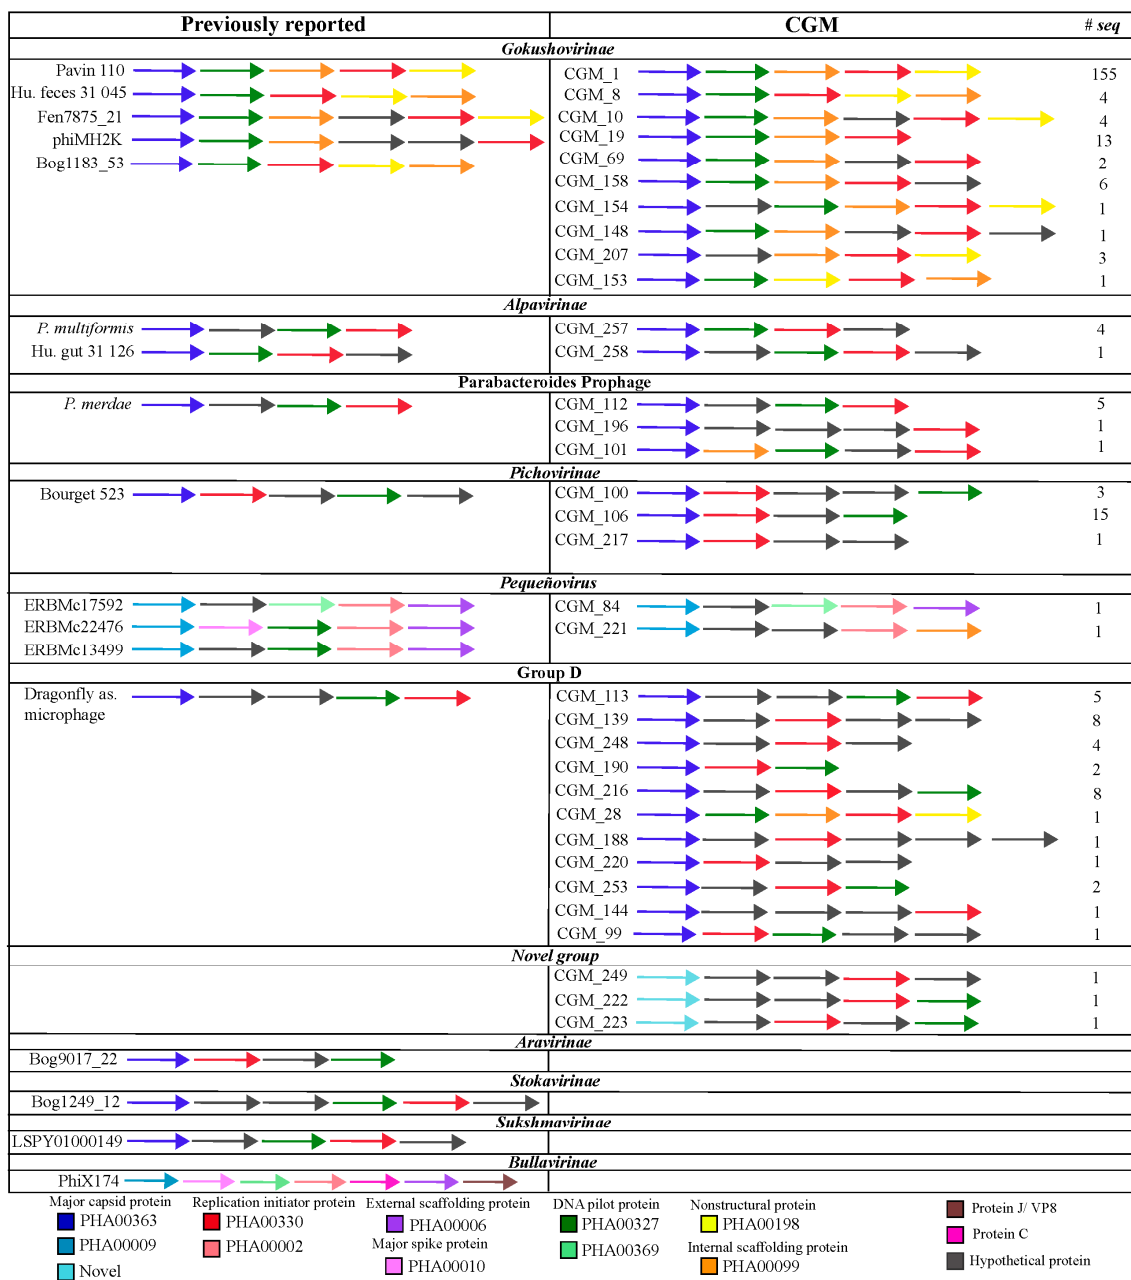 Previously reported CGM # seq
Gokushovirinae
Pavin 110
Hu. feces 31 045
Fen7875_21
phiMH2K
Bog1183_53
CGM_1 155
CGM_8 4
CGM_10 4
CGM_19 13
CGM_69 2
CGM_158 6
CGM_154 1
CGM_148 1
CGM_207 3
CGM_153 1
Alpavirinae
P. multiformis
Hu. gut 31 126
CGM_257 4
CGM_258 1
Parabacteroides Prophage
P. merdae
CGM_112 5
CGM_196 1
CGM_101 1
Pichovirinae
Bourget 523
CGM_100 3
CGM_106 15
CGM_217 1
Pequeñovirus
ERBMc17592
ERBMc22476
ERBMc13499
CGM_84 1
CGM_221 1
Group D
Dragonfly as.
microphage
CGM_113 5
CGM_139 8
CGM_248 4
CGM_190 2
CGM_216 8
CGM_28 1
CGM_188 1
CGM_220 1
CGM_253 2
CGM_144 1
CGM_99 1
Novel group
CGM_249 1
CGM_222 1
CGM_223 1
Aravirinae
Bog9017_22
Stokavirinae
Bog1249_12
Sukshmavirinae
LSPY01000149
Bullavirinae
PhiX174
Major capsid protein
PHA00363
PHA00009
Novel
Replication initiator protein
PHA00330
PHA00002
External scaffolding protein
PHA00006
Major spike protein
PHA00010
DNA pilot protein
PHA00327
PHA00369
Nonstructural protein
PHA00198
Internal scaffolding protein
PHA00099
Protein J/ VP8
Protein C
Hypothetical protein